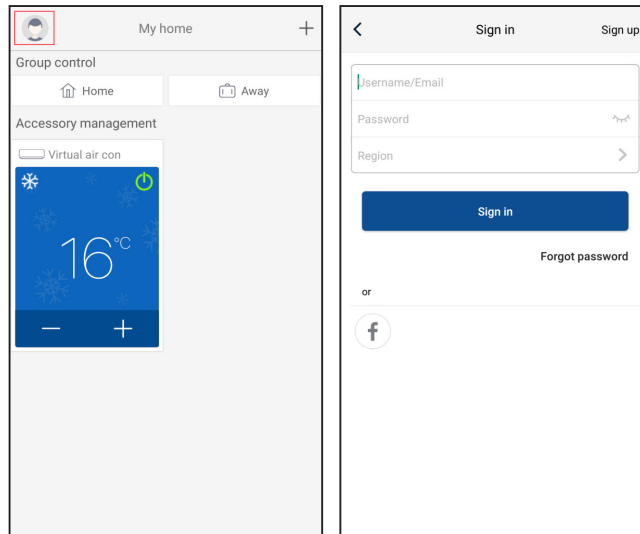 My home
Group control
Home
Away
Accessory management
Virtual air con
16°C
Sign in
Sign up
Username/Email
Password
Region
Sign in
Forgot password
or
f